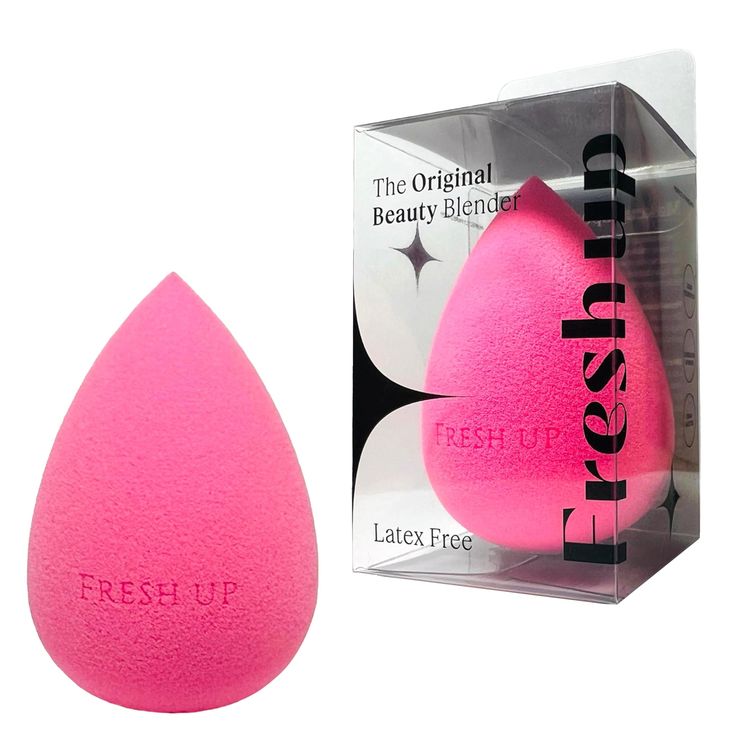 The Original
Beauty Blender
Fresh up
FRESH UP
Latex Free
FRESH UP